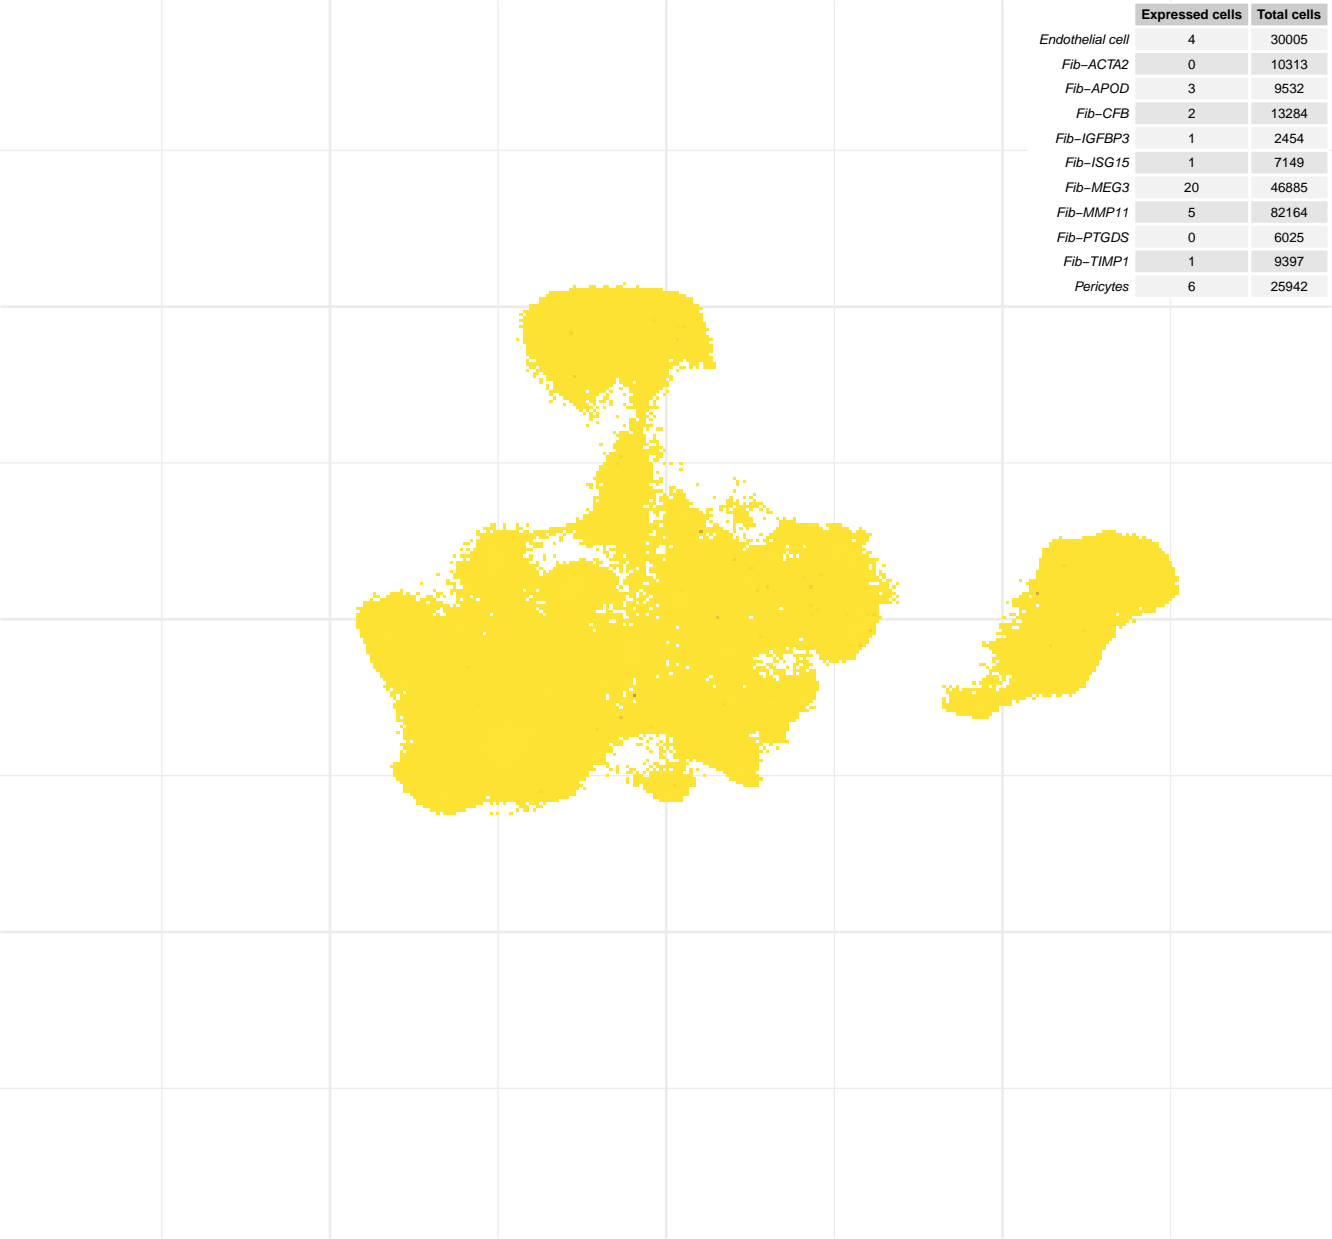 Expressed cells Total cells
Endothelial cell 4 30005
Fib−ACTA2 0 10313
Fib−APOD 3 9532
Fib−CFB 2 13284
Fib−IGFBP3 1 2454
Fib−ISG15 1 7149
Fib−MEG3 20 46885
Fib−MMP11 5 82164
Fib−PTGDS 0 6025
Fib−TIMP1 1 9397
Pericytes 6 25942